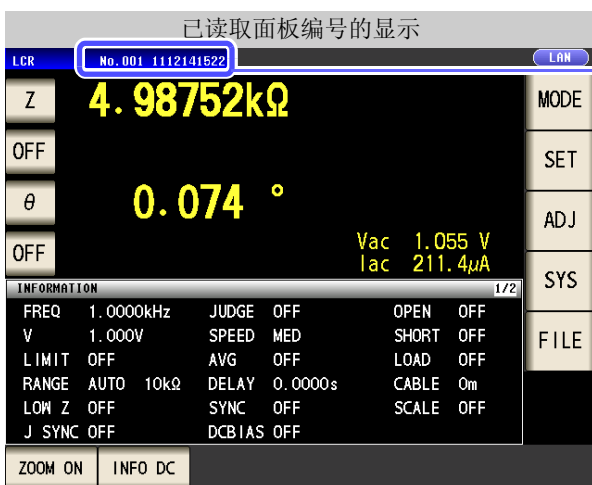 已读取面板编号的显示
LCR No.001 1112141522 LAN
Z 4.98752kΩ MODE
OFF SET
θ 0.074 ° ADJ
OFF Vac 1.055 V
Iac 211.4μA SYS
INFORMATION 1/2
FREQ 1.0000kHz JUDGE OFF OPEN OFF
V 1.000V SPEED MED SHORT OFF FILE
LIMIT OFF AVG OFF LOAD OFF
RANGE AUTO 10kΩ DELAY 0.0000s CABLE 0m
LOW Z OFF SYNC OFF SCALE OFF
J SYNC OFF DCBIAS OFF
ZOOM ON INFO DC